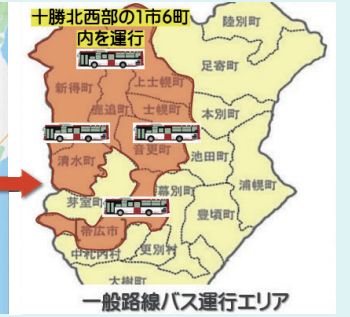 十勝北西部の1市6町
内を運行
陸別町
足寄町
上士幌町
新得町
鹿追町
士幌町
本別町
音更町
池田町
清水町
浦幌町
芽室町
幕別町
豊頃町
帯広市
更別村
中札内村
大樹町
一般路線バス運行エリア